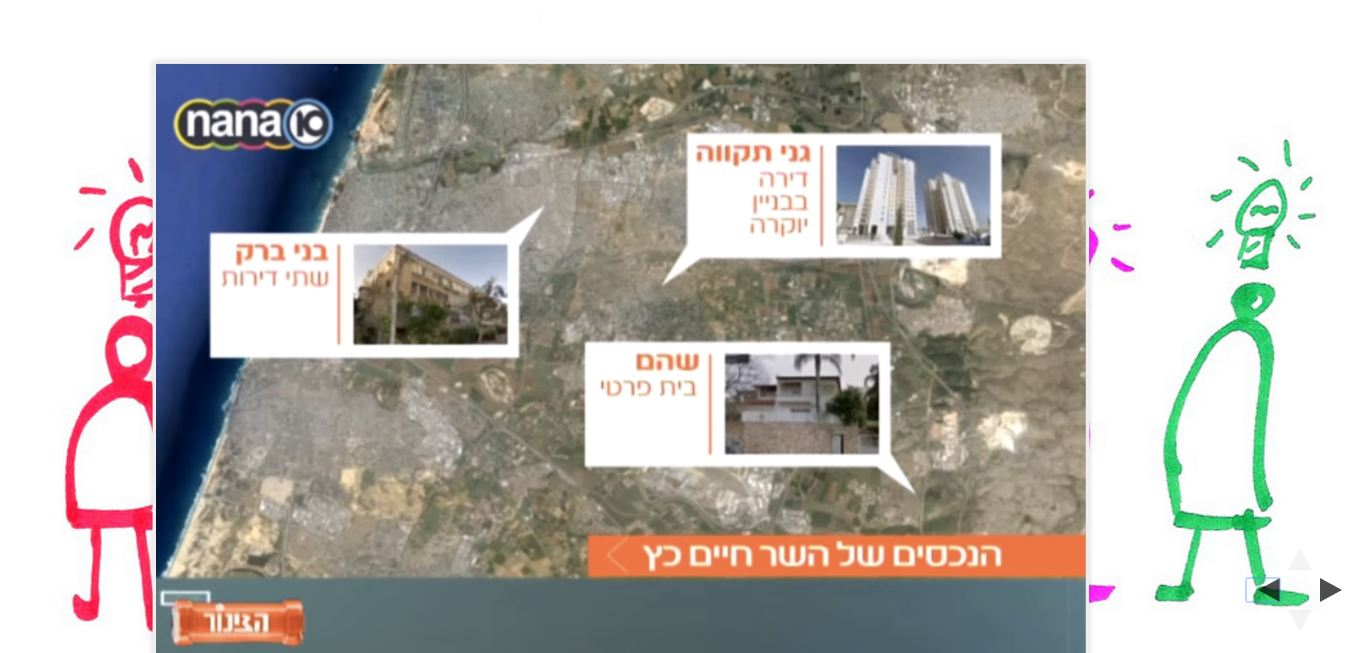 nana10
גני תקווה
דירה
בבניין
יוקרה
בני ברק
שתי דירות
שהם
בית פרטי
הנכסים של השר חיים כץ
הצינור